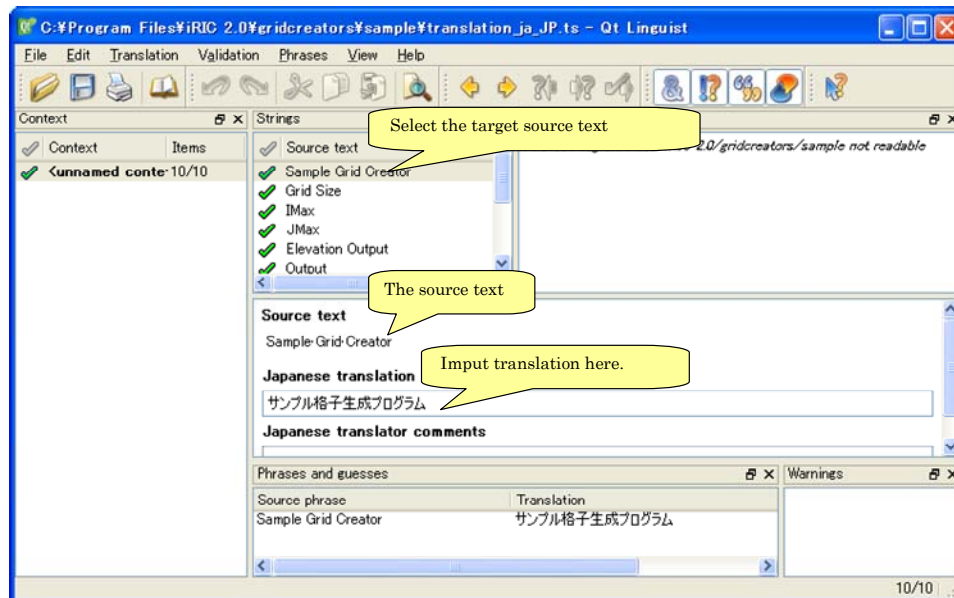 C:¥Program Files¥iRIC 2.0¥gridcreators¥sample¥translation_ja_JP.ts - Qt Linguist
File Edit Translation Validation Phrases View Help
Context
Context Items
<unnamed conte 10/10
Strings
Select the target source text
Source text
Sample Grid Creator
Grid Size
IMax
JMax
Elevation Output
Output
2.0/gridcreators/sample not readable
The source text
Source text
Sample·Grid·Creator
Imput translation here.
Japanese translation
サンプル格子生成プログラム
Japanese translator comments
Phrases and guesses
Source phrase Translation
Sample Grid Creator サンプル格子生成プログラム
Warnings
10/10